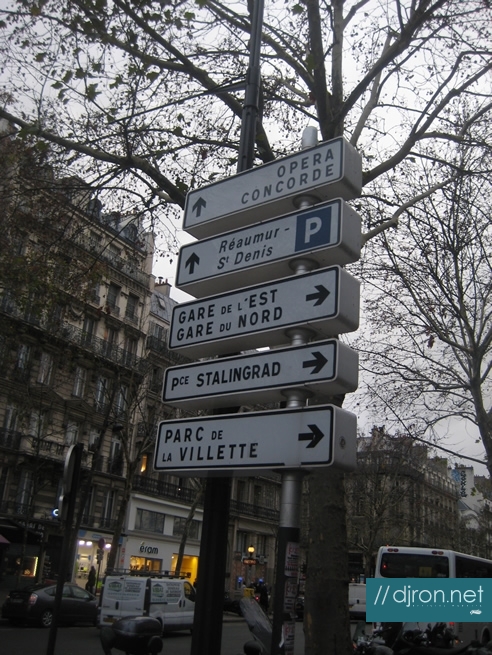 OPERA
CONCORDE
Réaumur -
St Denis
P
GARE DE L'EST
GARE DU NORD
PCE STALINGRAD
PARC DE
LA VILLETTE
éram
// djron.net